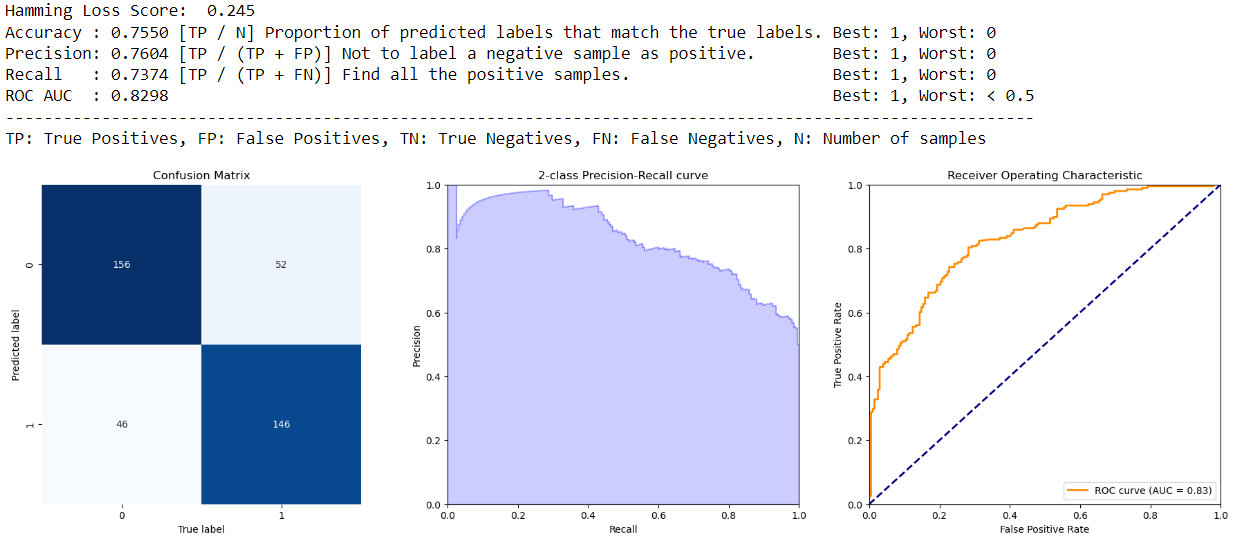 Hamming Loss Score:  0.245
Accuracy : 0.7550 [TP / N] Proportion of predicted labels that match the true labels. Best: 1, Worst: 0
Precision: 0.7604 [TP / (TP + FP)] Not to label a negative sample as positive.        Best: 1, Worst: 0
Recall   : 0.7374 [TP / (TP + FN)] Find all the positive samples.                     Best: 1, Worst: 0
ROC AUC  : 0.8298                                                                     Best: 1, Worst: < 0.5
-----------------------------------------------------------------------------------------------------------
TP: True Positives, FP: False Positives, TN: True Negatives, FN: False Negatives, N: Number of samples
Confusion Matrix
Predicted label
0
1
156
52
46
146
0
1
True label
2-class Precision-Recall curve
Precision
1.0
0.8
0.6
0.4
0.2
0.0
0.0
0.2
0.4
0.6
0.8
1.0
Recall
Receiver Operating Characteristic
True Positive Rate
1.0
0.8
0.6
0.4
0.2
0.0
ROC curve (AUC = 0.83)
0.0
0.2
0.4
0.6
0.8
1.0
False Positive Rate